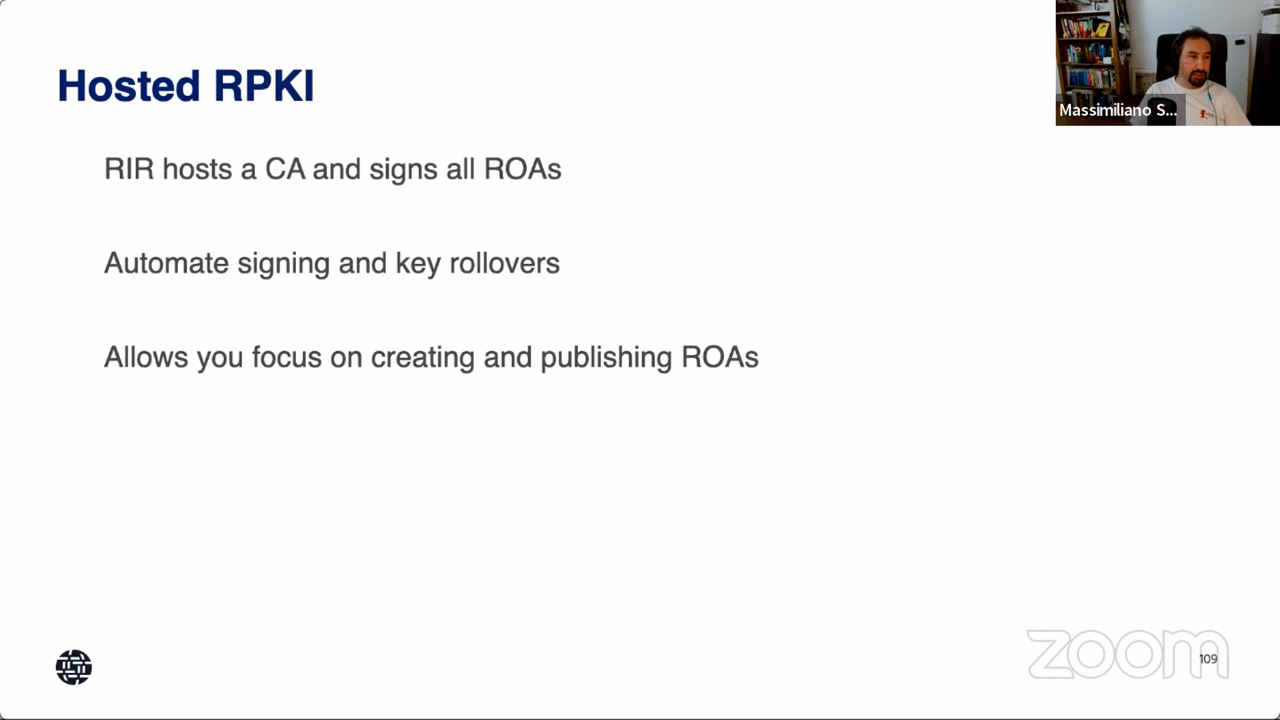 Hosted RPKI
Massimiliano S...
RIR hosts a CA and signs all ROAs
Automate signing and key rollovers
Allows you focus on creating and publishing ROAs
zoom
109